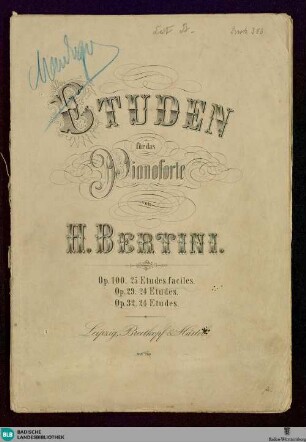 ETUDEN
für das
Pianoforte
von
H. BERTINI.
Op. 100. 25 Etudes faciles.
Op. 29. 24 Etudes.
Op. 32. 24 Etudes.
Leipzig, Breitkopf & Härtel.
BLB BADISCHE
LANDESBIBLIOTHEK